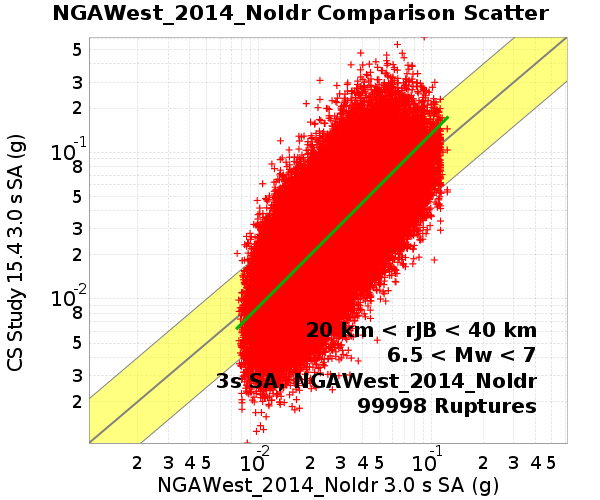 NGAWest_2014_NoIdr Comparison Scatter
CS Study 15.4 3.0 s SA (g)
5
3
2
10-1
8
5
3
2
10-2
8
5
3
2
20 km < rJB < 40 km
6.5 < Mw < 7
3s SA, NGAWest_2014_NoIdr
99998 Ruptures
2 3 4 5 10-2 2 3 4 5 10-1 2 3 4 5
NGAWest_2014_NoIdr 3.0 s SA (g)